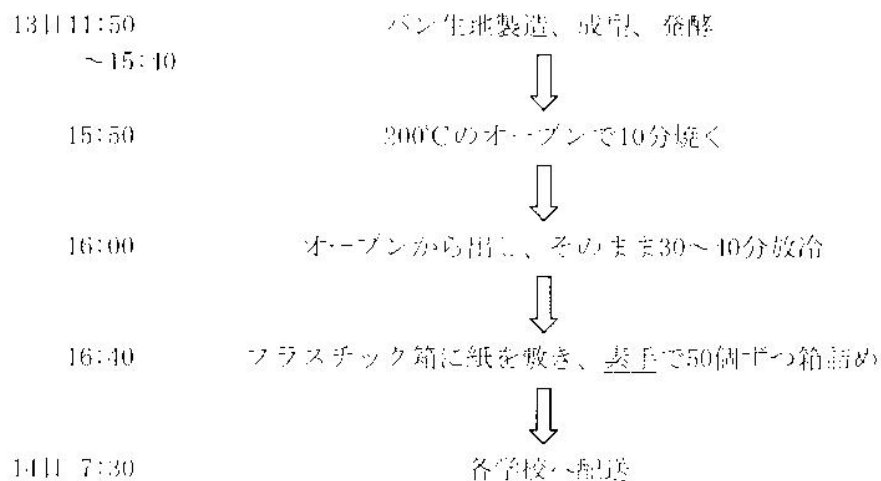 13日11:50 パン生地製造、成型、発酵
～15:40
15:50 200℃のオーブンで10分焼く
16:00 オーブンから出し、そのまま30～40分放冷
16:40 プラスチック箱に紙を敷き、素手で50個ずつ箱詰め
14日 7:30 各学校へ配送